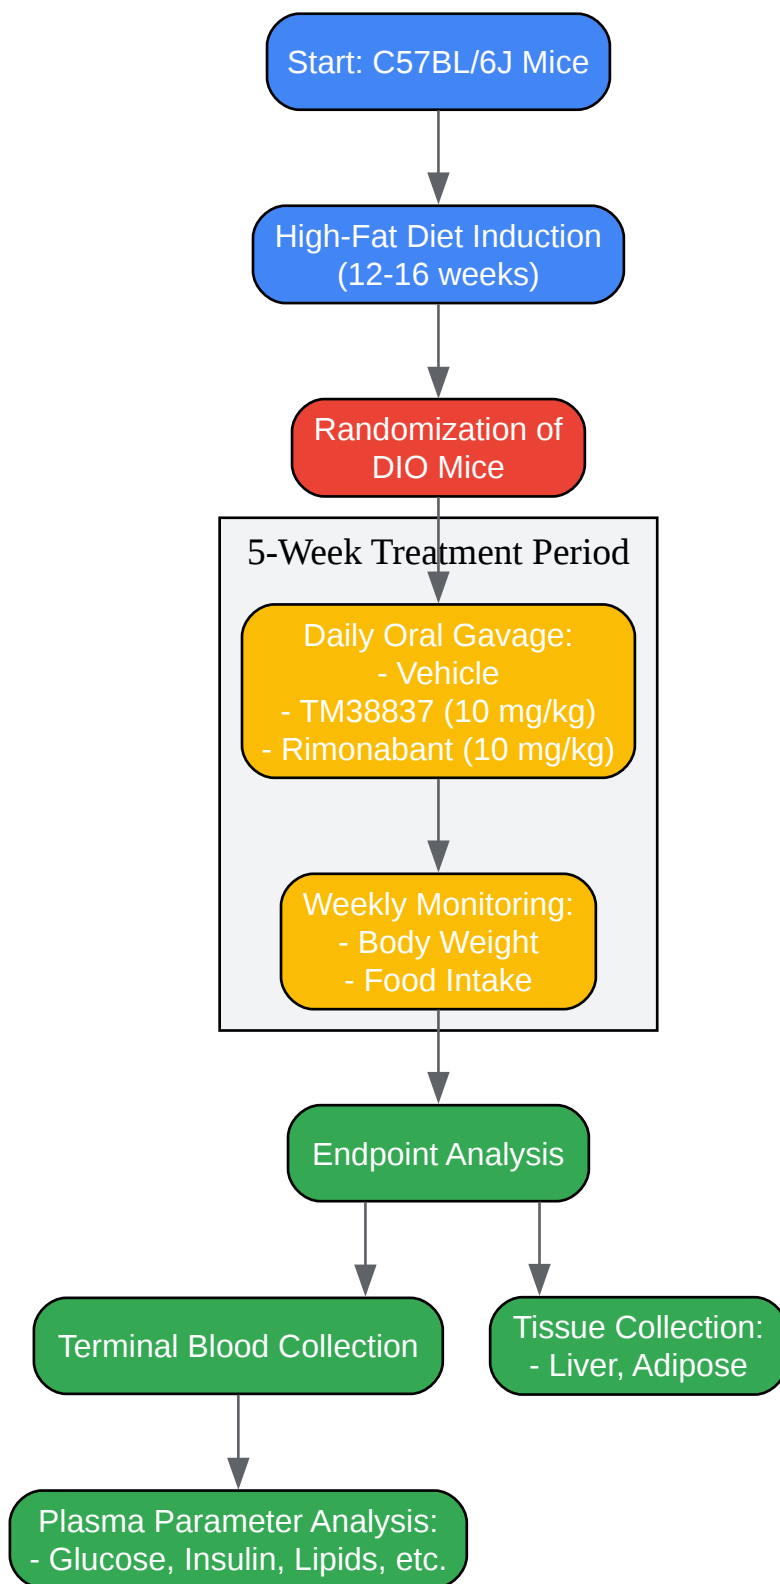 Start: C57BL/6J Mice
High-Fat Diet Induction
(12-16 weeks)
Randomization of
DIO Mice
5-Week Treatment Period
Daily Oral Gavage:
- Vehicle
- TM38837 (10 mg/kg)
- Rimonabant (10 mg/kg)
Weekly Monitoring:
- Body Weight
- Food Intake
Endpoint Analysis
Terminal Blood Collection
Tissue Collection:
- Liver, Adipose
Plasma Parameter Analysis:
- Glucose, Insulin, Lipids, etc.